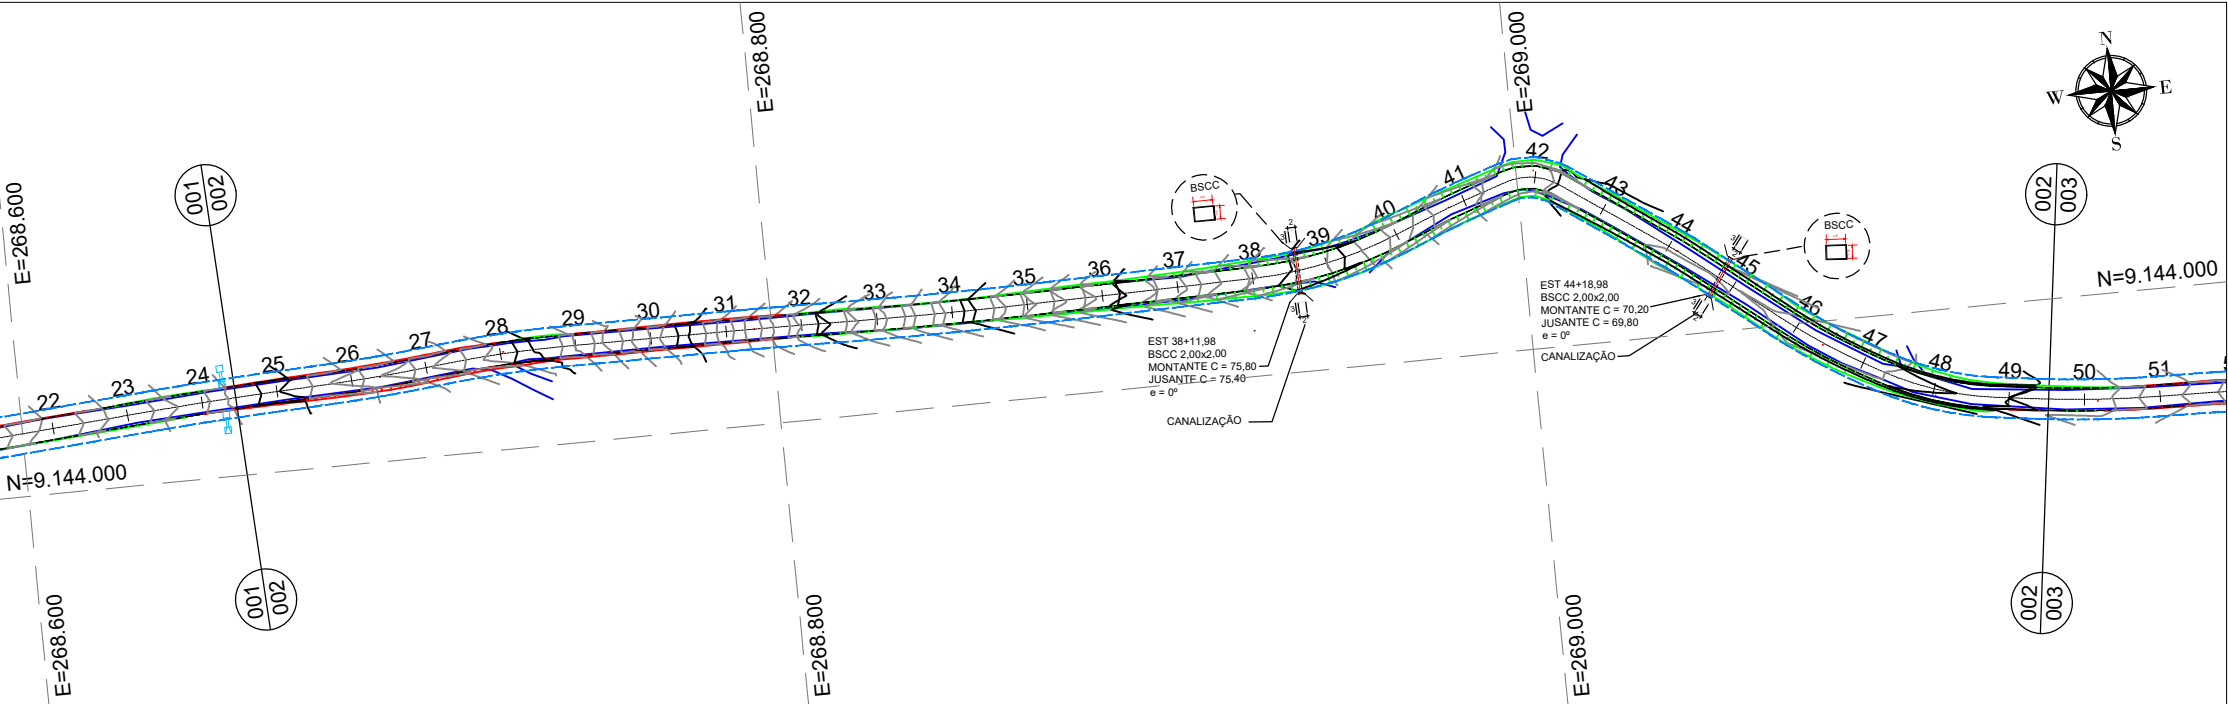 E=268.600
E=268.800
E=269.000
N
W
E
S
001
002
002
003
BSCC
BSCC
22
23
24
25
26
27
28
29
30
31
32
33
34
35
36
37
38
39
40
41
42
43
44
45
46
47
48
49
50
51
N=9.144.000
EST 38+11,98
BSCC 2,00x2,00
MONTANTE C = 75,80
JUSANTE C = 75,40
e = 0º
CANALIZAÇÃO
3
2
3
2
EST 44+18,98
BSCC 2,00x2,00
MONTANTE C = 70,20
JUSANTE C = 69,80
e = 0º
CANALIZAÇÃO
N=9.144.000
001
002
002
003
E=268.600
E=268.800
E=269.000